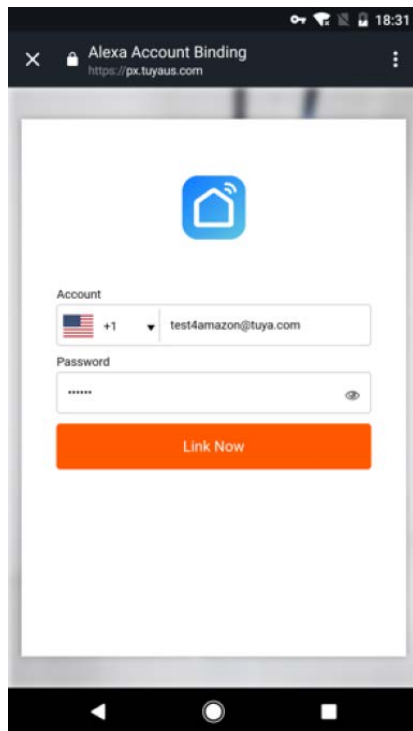 18:31
Alexa Account Binding
https://px.tuyaus.com
Account
+1 test4amazon@tuya.com
Password
••••••
Link Now